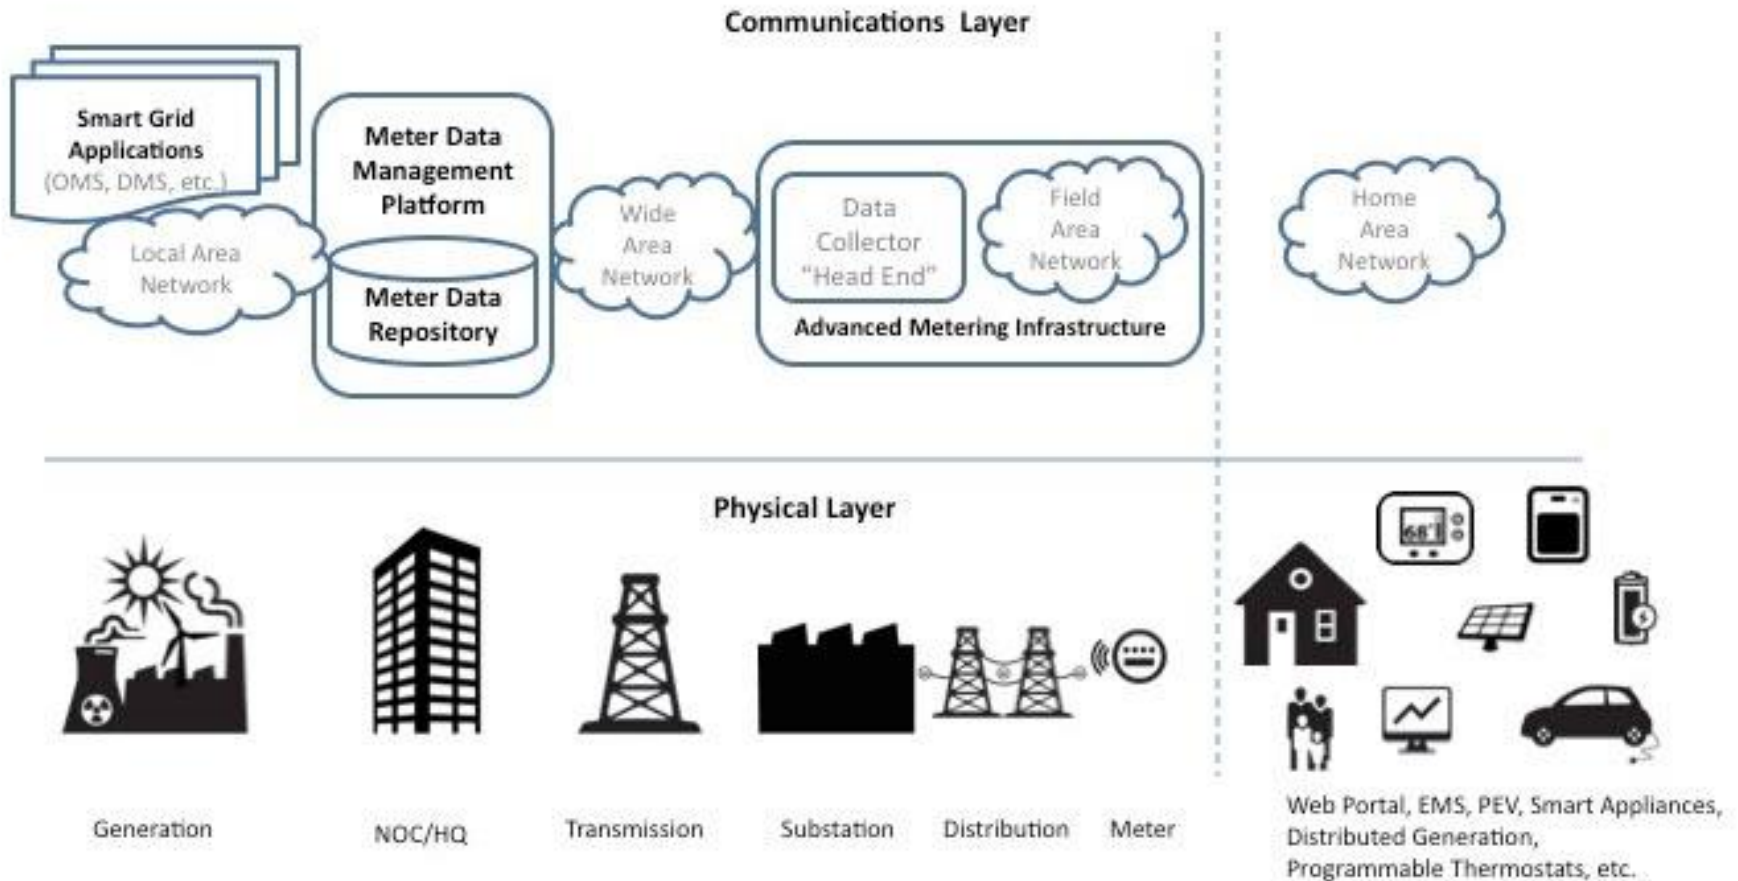 Communications Layer
Smart Grid
Applications
(OMS, DMS, etc.)
Local Area
Network
Meter Data
Management
Platform
Meter Data
Repository
Wide
Area
Network
Data
Collector
“Head End”
Field
Area
Network
Advanced Metering Infrastructure
Home
Area
Network
Physical Layer
68°
Generation
NOC/HQ
Transmission
Substation
Distribution
Meter
Web Portal, EMS, PEV, Smart Appliances,
Distributed Generation,
Programmable Thermostats, etc.